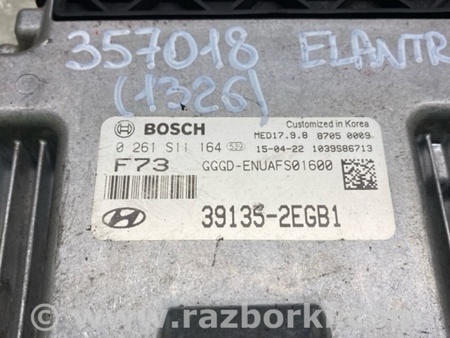 357018 ELANTR
(1326)
BOSCH Customized in Korea
MED17.9.8 8705 0009
0 261 S11 164 15-04-22 1039S86713
F73 GGGD-ENUAFS01600
39135-2EGB1
www.razborka